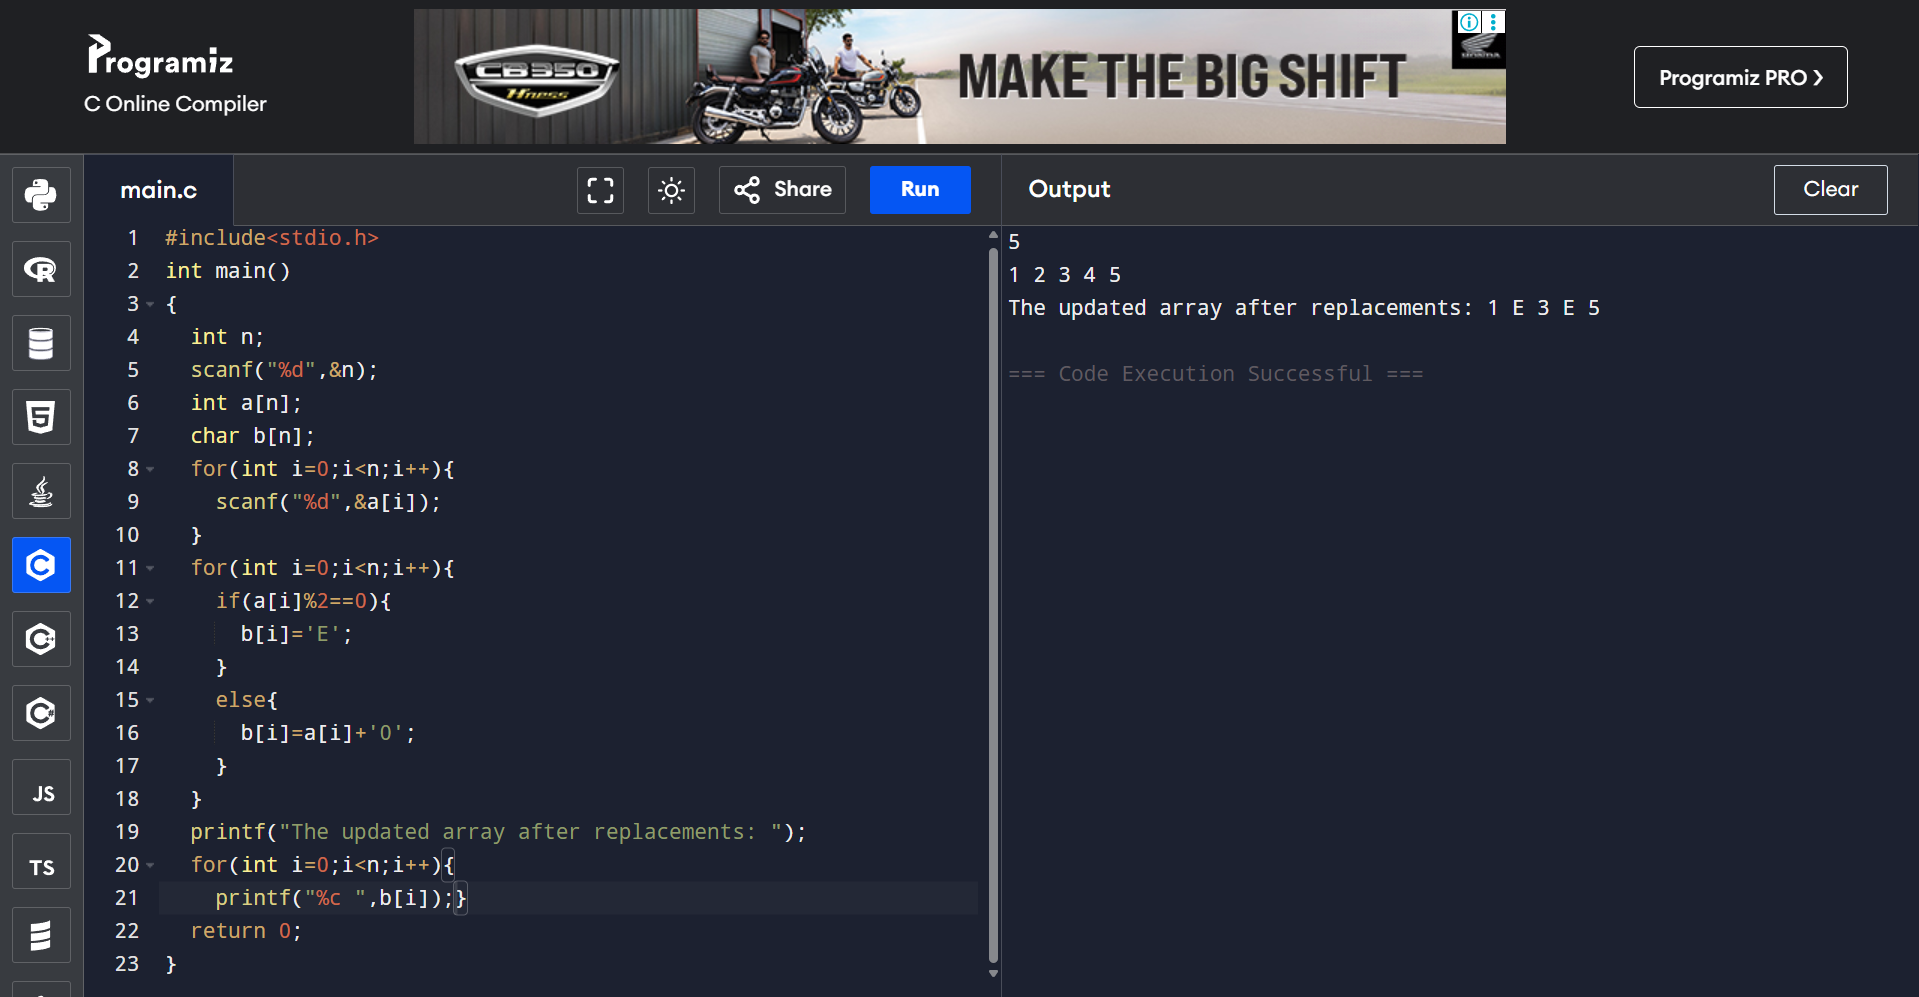 Programiz
C Online Compiler
CB350
H'ness
MAKE THE BIG SHIFT
HONDA
Programiz PRO ❯
main.c
Share
Run
Output
Clear
1 #include<stdio.h>
2 int main()
3 {
4 int n;
5 scanf("%d",&n);
6 int a[n];
7 char b[n];
8 for(int i=0;i<n;i++){
9 scanf("%d",&a[i]);
10 }
11 for(int i=0;i<n;i++){
12 if(a[i]%2==0){
13 b[i]='E';
14 }
15 else{
16 b[i]=a[i]+'0';
17 }
18 }
19 printf("The updated array after replacements: ");
20 for(int i=0;i<n;i++){
21 printf("%c ",b[i]);}
22 return 0;
23 }
5
1 2 3 4 5
The updated array after replacements: 1 E 3 E 5
=== Code Execution Successful ===
R
5
C
C++
C#
JS
TS